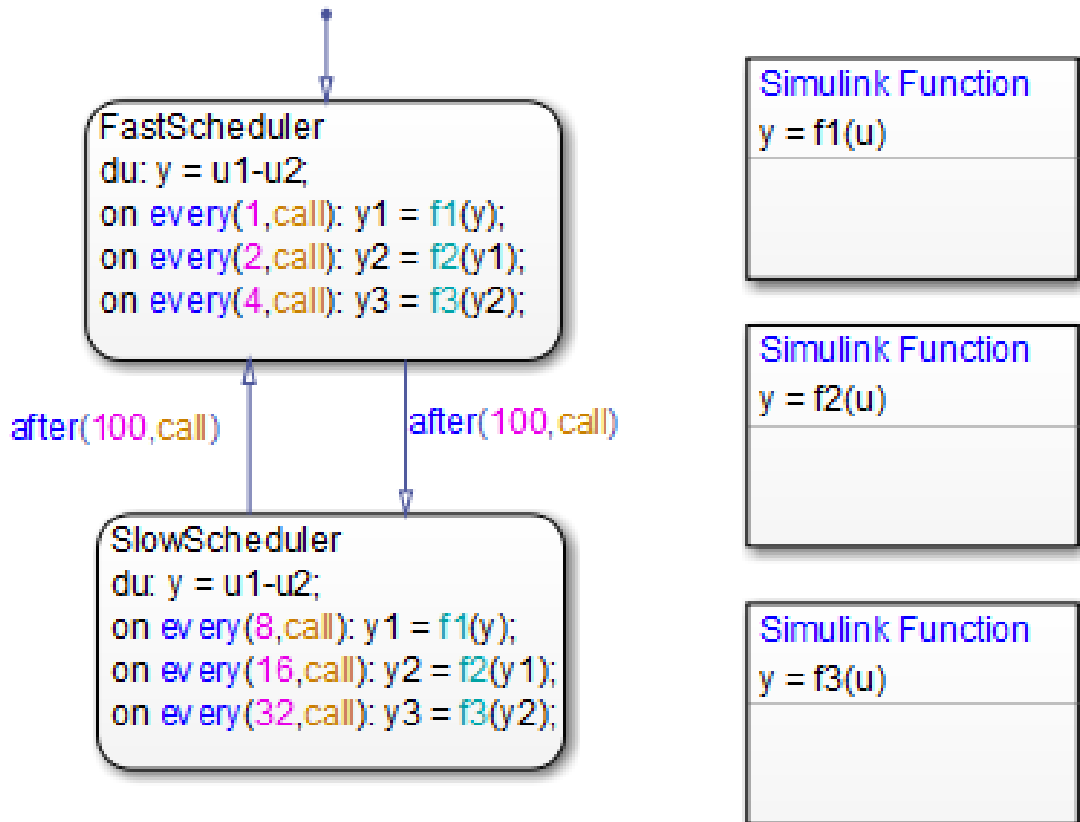 FastScheduler
du: y = u1-u2;
on every(1,call): y1 = f1(y);
on every(2,call): y2 = f2(y1);
on every(4,call): y3 = f3(y2);
after(100,call)
after(100,call)
SlowScheduler
du: y = u1-u2;
on every(8,call): y1 = f1(y);
on every(16,call): y2 = f2(y1);
on every(32,call): y3 = f3(y2);
Simulink Function
y = f1(u)
Simulink Function
y = f2(u)
Simulink Function
y = f3(u)